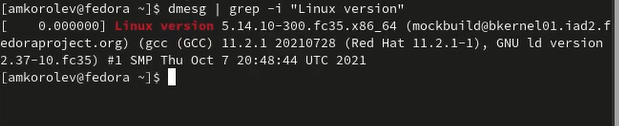 [amkorolev@fedora ~]$ dmesg | grep -i "Linux version"
[    0.000000] Linux version 5.14.10-300.fc35.x86_64 (mockbuild@bkernel01.iad2.f
edoraproject.org) (gcc (GCC) 11.2.1 20210728 (Red Hat 11.2.1-1), GNU ld version
2.37-10.fc35) #1 SMP Thu Oct 7 20:48:44 UTC 2021
[amkorolev@fedora ~]$